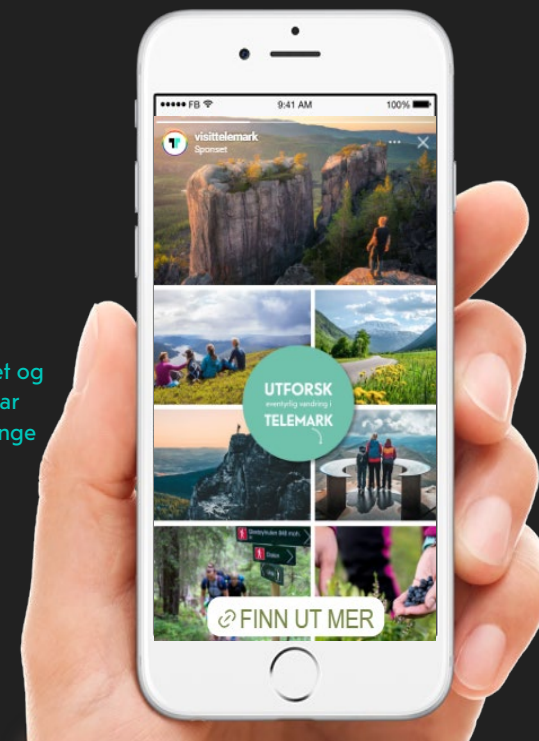 FB
9:41 AM
100%
visittelemark
Sponset
et og
ar
nge
UTFORSK
eventyrlig vandring i
TELEMARK
FINN UT MER